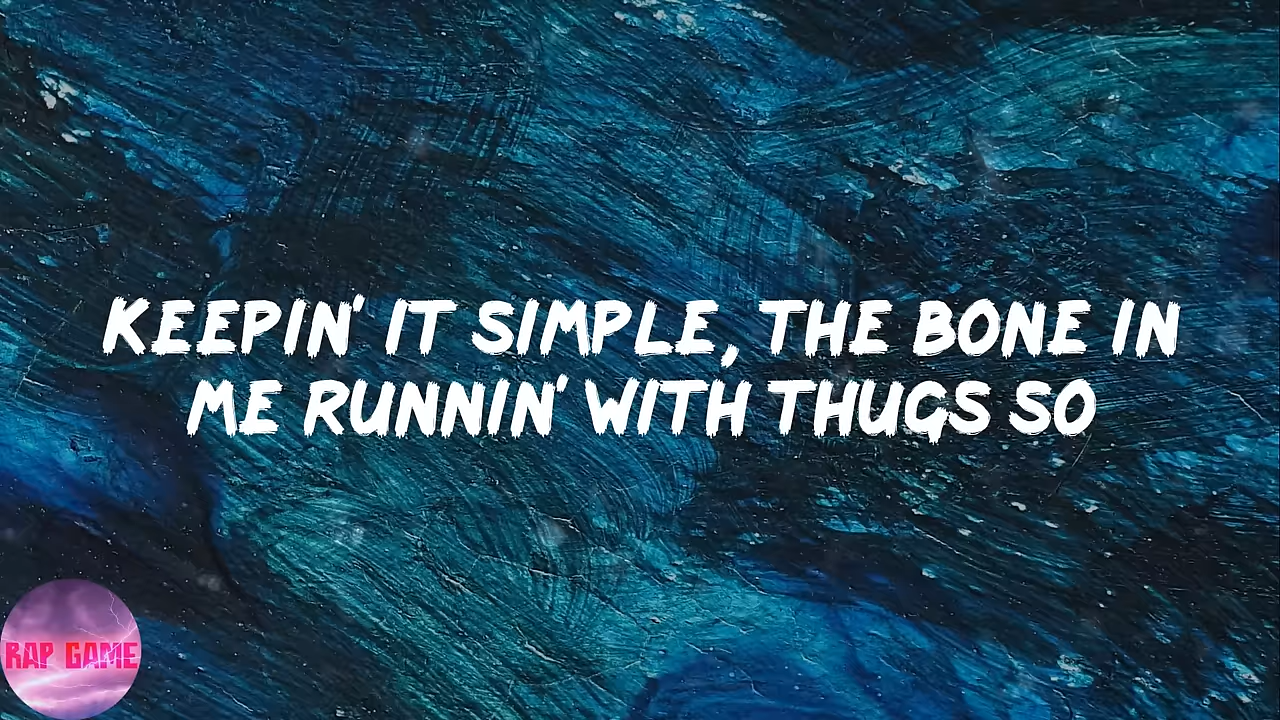 KEEPIN' IT SIMPLE, THE BONE IN
ME RUNNIN' WITH THUGS SO
RAP GAME